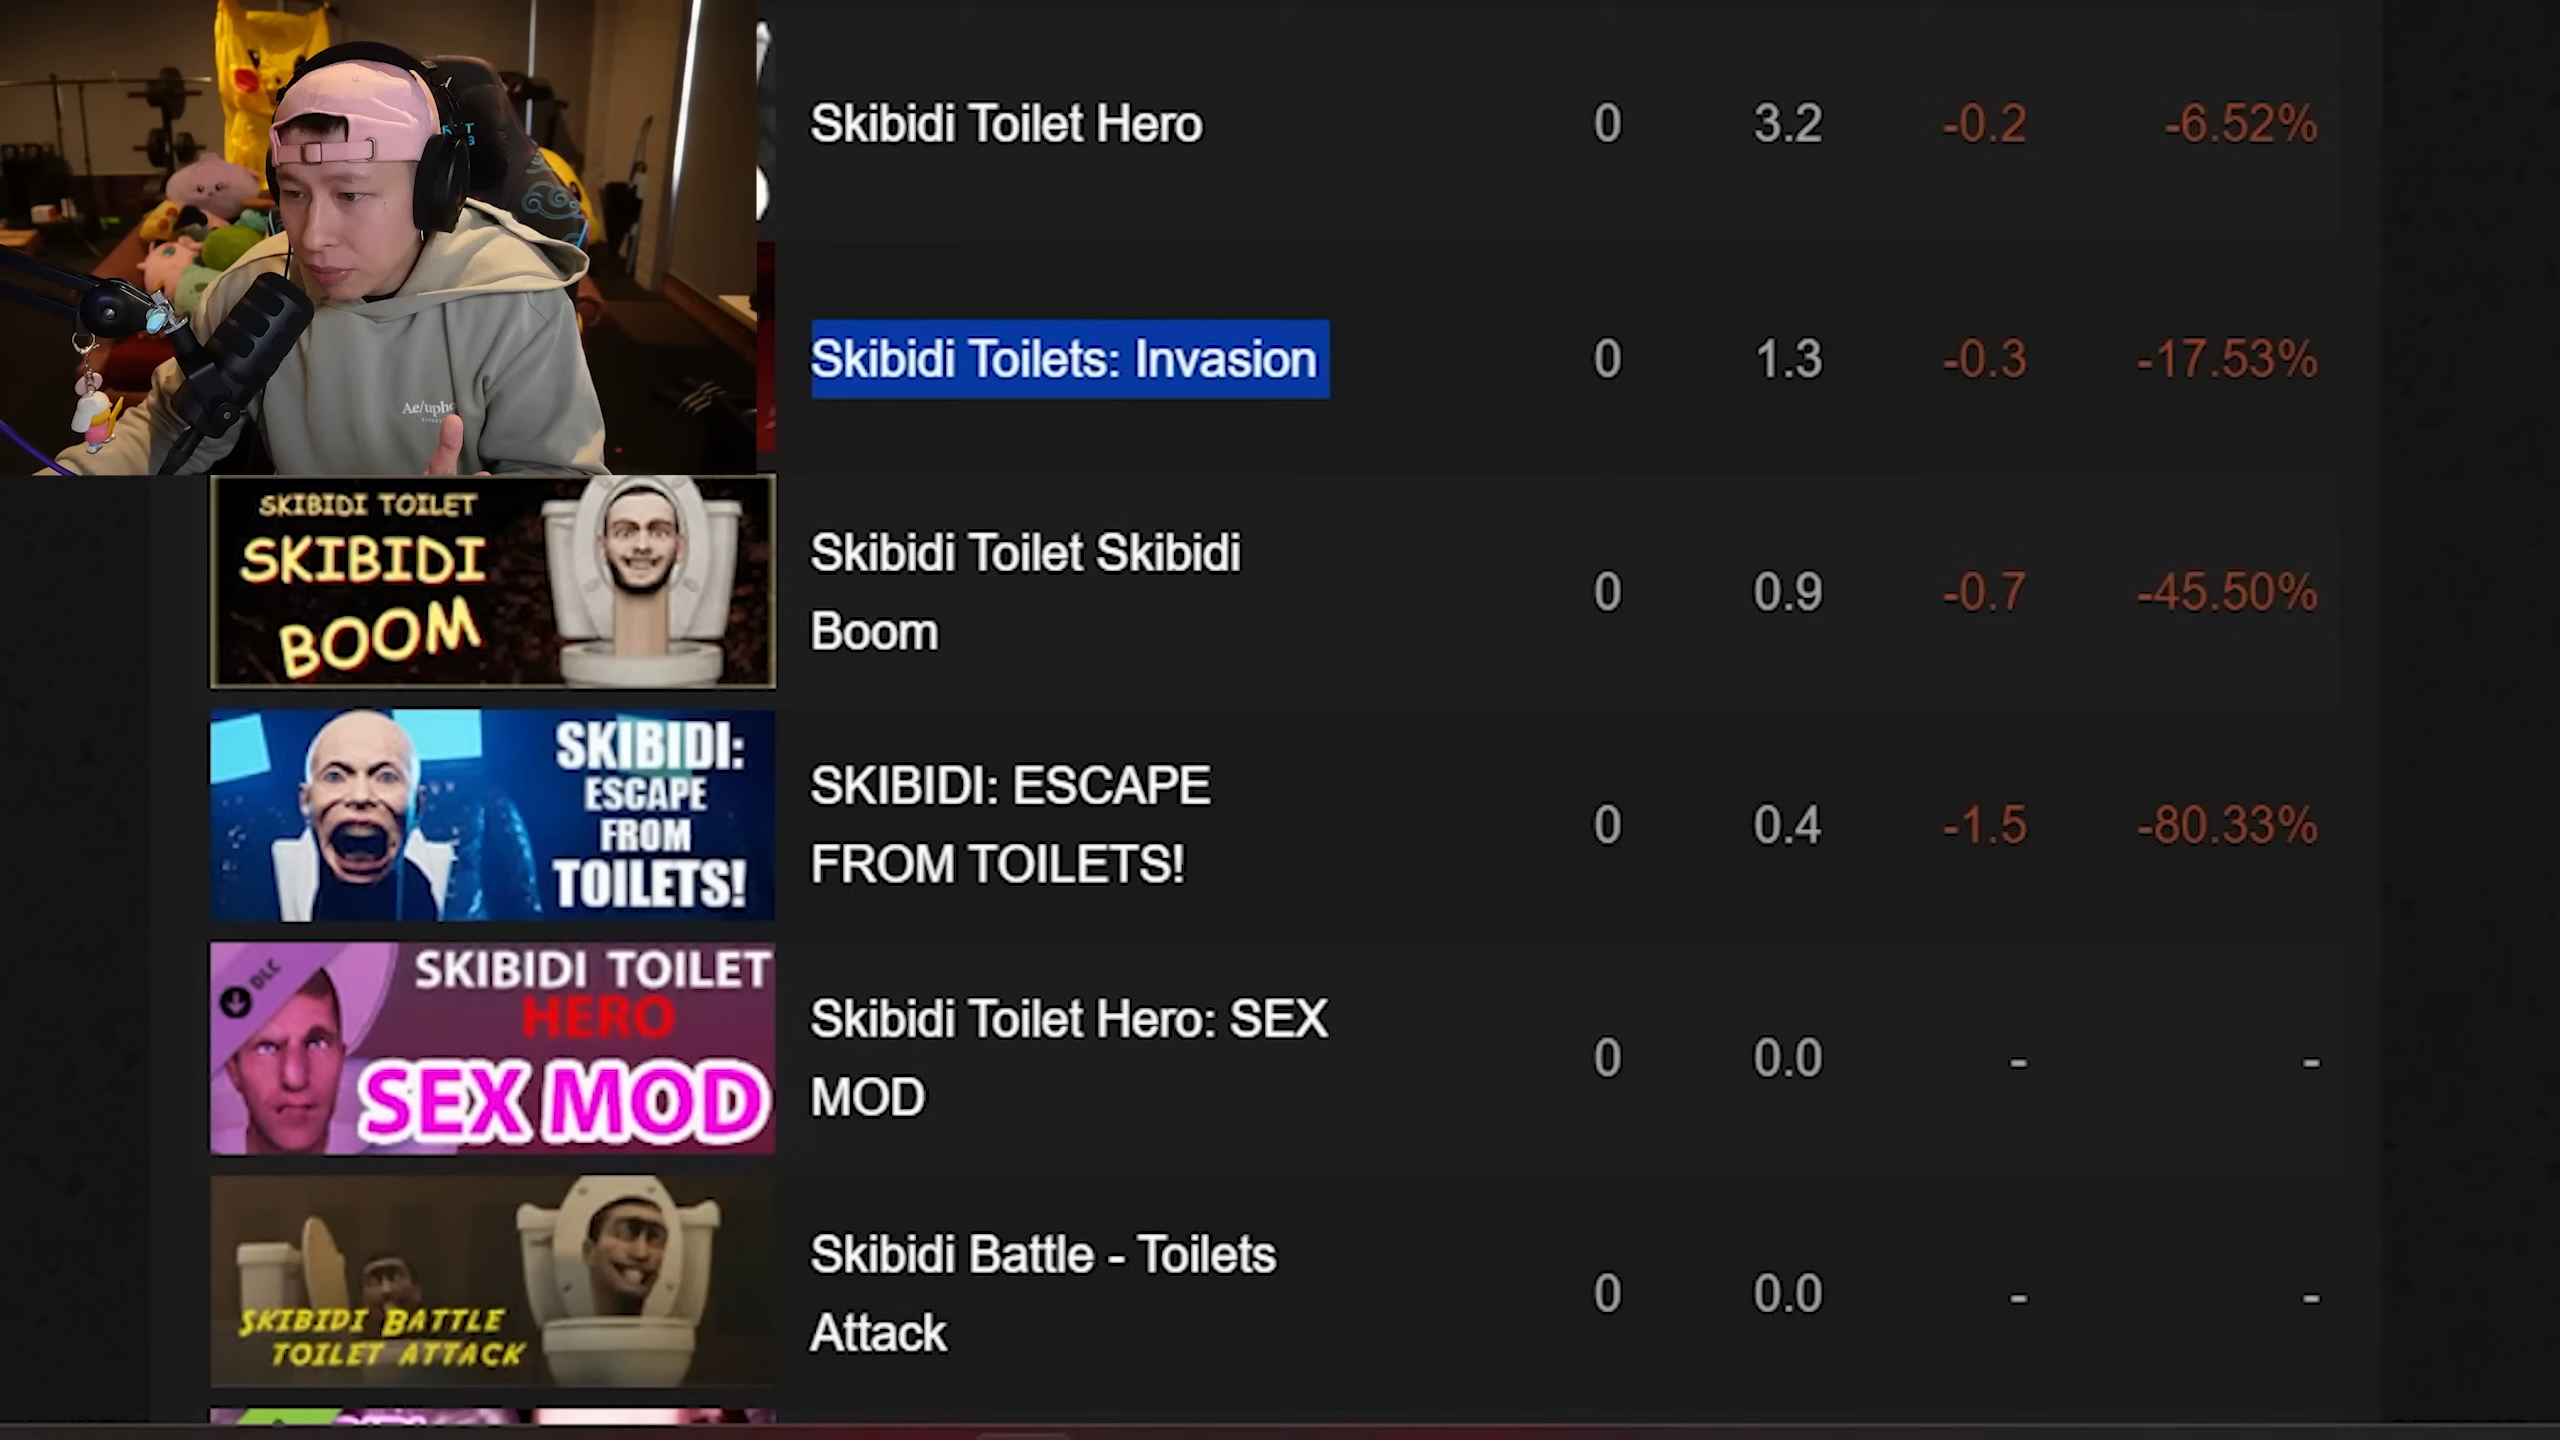 Skibidi Toilet Hero 0 3.2 -0.2 -6.52%
Skibidi Toilets: Invasion 0 1.3 -0.3 -17.53%
SKIBIDI TOILET
SKIBIDI
BOOM
Skibidi Toilet Skibidi
Boom
0 0.9 -0.7 -45.50%
SKIBIDI:
ESCAPE
FROM
TOILETS!
SKIBIDI: ESCAPE
FROM TOILETS!
0 0.4 -1.5 -80.33%
DLC
SKIBIDI TOILET
HERO
SEX MOD
Skibidi Toilet Hero: SEX
MOD
0 0.0 - -
SKIBIDI BATTLE
TOILET ATTACK
Skibidi Battle - Toilets
Attack
0 0.0 - -